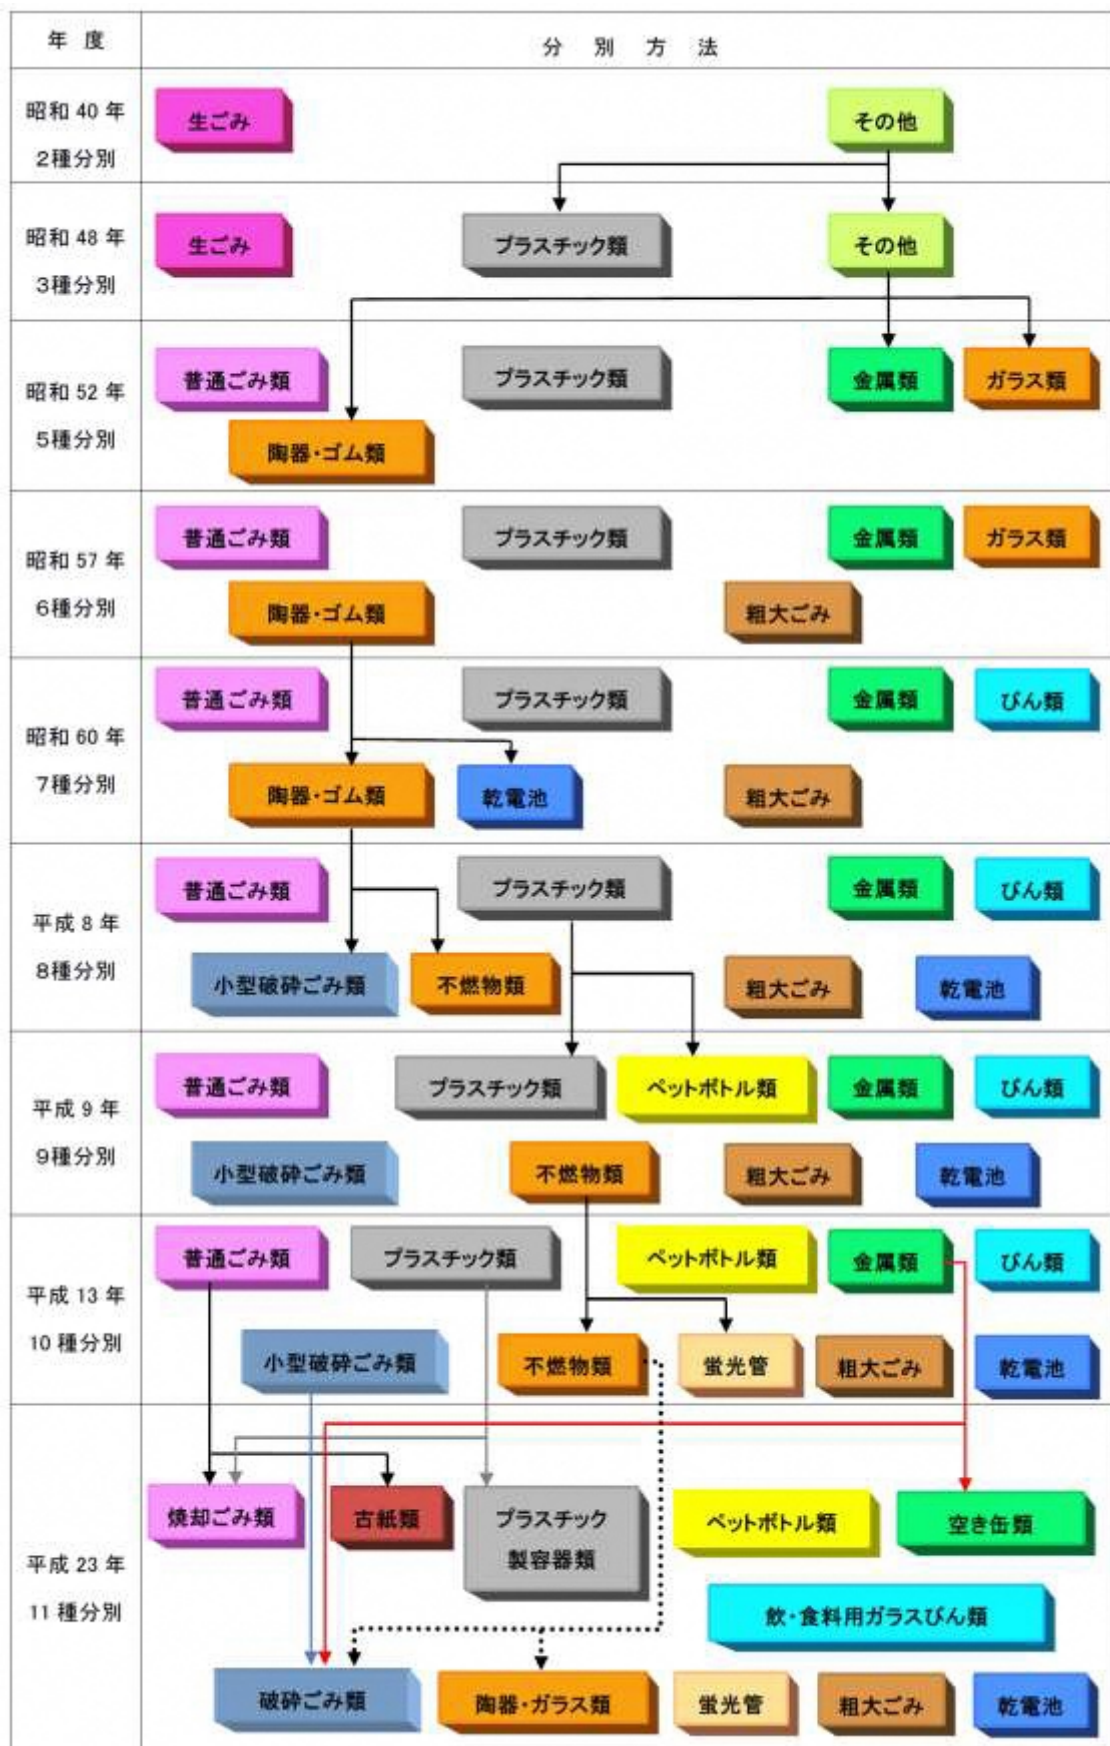 年 度
分 別 方 法
昭和 40 年
2種分別
生ごみ
その他
昭和 48 年
3種分別
生ごみ
プラスチック類
その他
昭和 52 年
5種分別
普通ごみ類
プラスチック類
金属類
ガラス類
陶器・ゴム類
昭和 57 年
6種分別
普通ごみ類
プラスチック類
金属類
ガラス類
陶器・ゴム類
粗大ごみ
昭和 60 年
7種分別
普通ごみ類
プラスチック類
金属類
びん類
陶器・ゴム類
乾電池
粗大ごみ
平成 8 年
8種分別
普通ごみ類
プラスチック類
金属類
びん類
小型破砕ごみ類
不燃物類
粗大ごみ
乾電池
平成 9 年
9種分別
普通ごみ類
プラスチック類
ペットボトル類
金属類
びん類
小型破砕ごみ類
不燃物類
粗大ごみ
乾電池
平成 13 年
10 種分別
普通ごみ類
プラスチック類
ペットボトル類
金属類
びん類
小型破砕ごみ類
不燃物類
蛍光管
粗大ごみ
乾電池
平成 23 年
11 種分別
焼却ごみ類
古紙類
プラスチック
製容器類
ペットボトル類
空き缶類
飲・食料用ガラスびん類
破砕ごみ類
陶器・ガラス類
蛍光管
粗大ごみ
乾電池